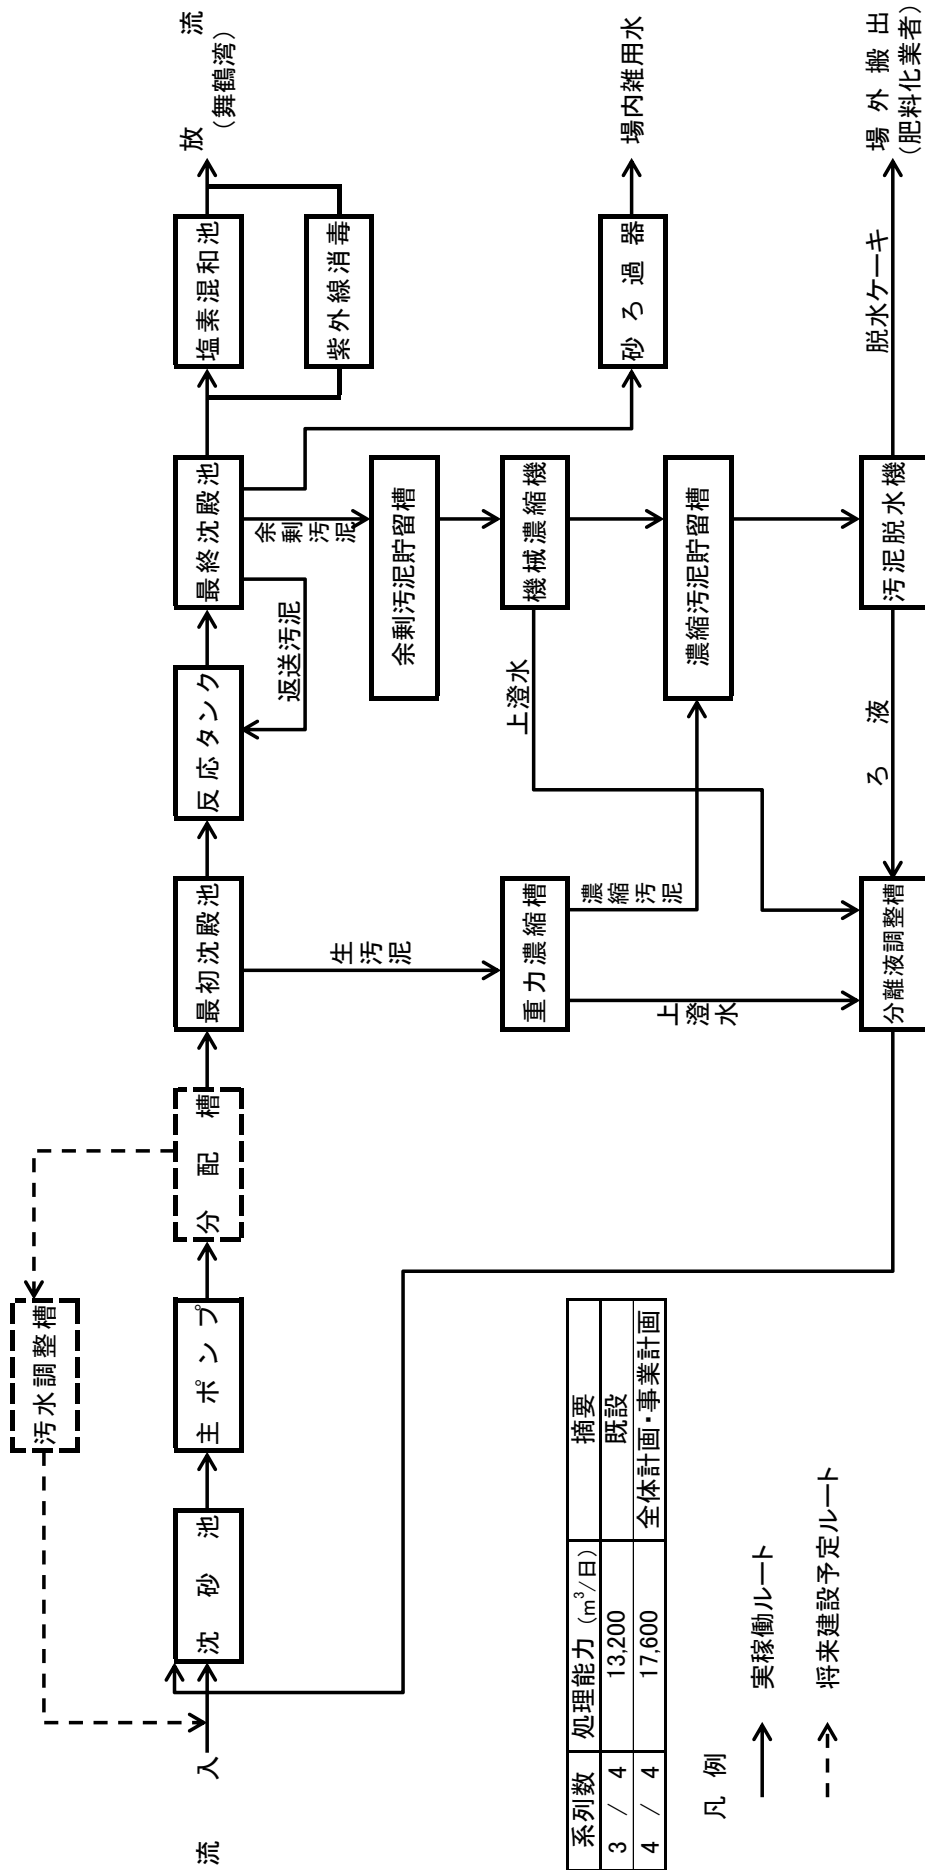 汚水調整槽
流入
沈砂池
主ポンプ
分配槽
最初沈殿池
反応タンク
最終沈殿池
塩素混和池
放流
(舞鶴湾)
紫外線消毒
返送汚泥
余剰汚泥
余剰汚泥貯留槽
生汚泥
重力濃縮槽
上澄水
機械濃縮機
砂ろ過器
場内雑用水
濃縮汚泥
濃縮汚泥貯留槽
上澄水
分離液調整槽
ろ液
汚泥脱水機
脱水ケーキ
場外搬出
(肥料化業者)
系列数 処理能力 (m³/日) 摘要
3 / 4 13,200 既設
4 / 4 17,600 全体計画・事業計画
凡例
実稼働ルート
将来建設予定ルート